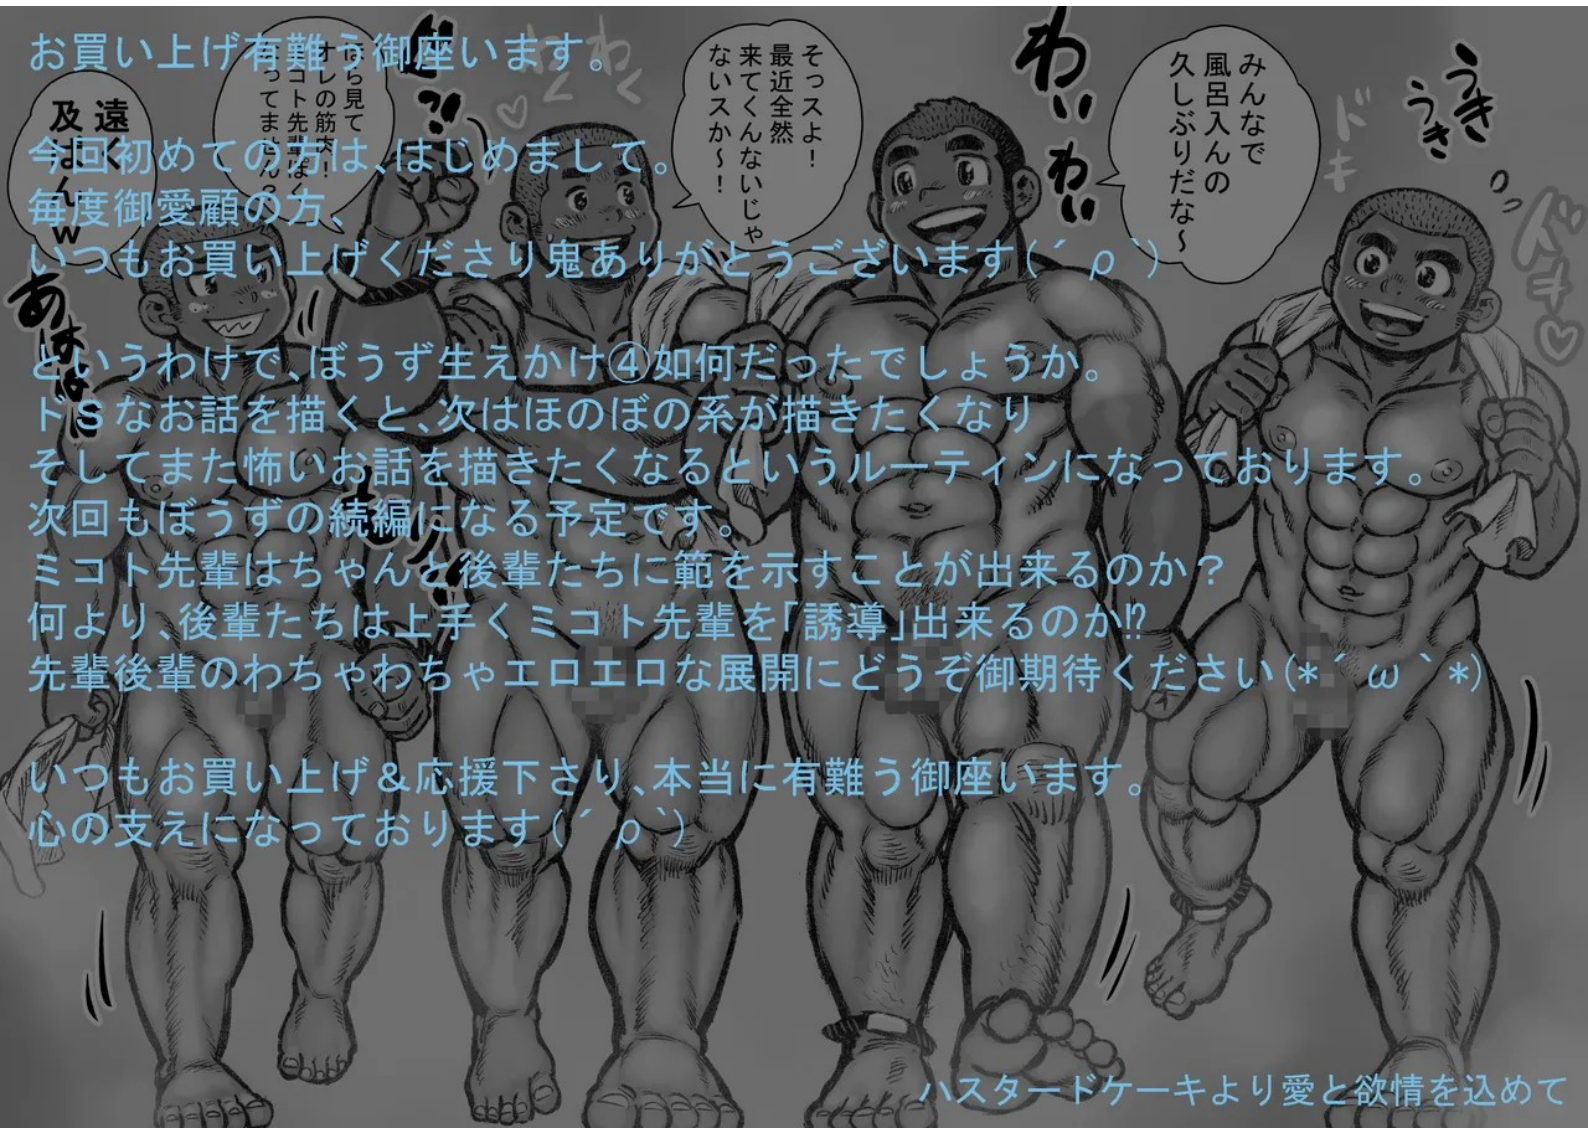 お買い上げ有難う御座います。
今回初めての方は、はじめまして。
毎度御愛顧の方、
いつもお買い上げくださり鬼ありがとうございます(´ρ`)
というわけで、ぼうず生えかけ④如何だったでしょうか。
ドSなお話を描くと、次はほのぼの系が描きたくなり
そしてまた怖いお話を描きたくなるというルーティンになっております。
次回もぼうずの続編になる予定です。
ミコト先輩はちゃんと後輩たちに範を示すことが出来るのか?
何より、後輩たちは上手くミコト先輩を「誘導」出来るのか⁉
先輩後輩のわちゃわちゃエロエロな展開にどうぞ御期待ください(*´ω`*)
いつもお買い上げ&応援下さり、本当に有難う御座います。
心の支えになっております(´ρ`)
ハスタードケーキより愛と欲情を込めて
みんなで
風呂入んの
久しぶりだな~
そっスよ!
最近全然
来てくんないじゃ
ないスか~!
オレの筋肉!
遠く
及ばんw
わい
わい
わく
わく
うき
うき
ドキ
ドキ♡